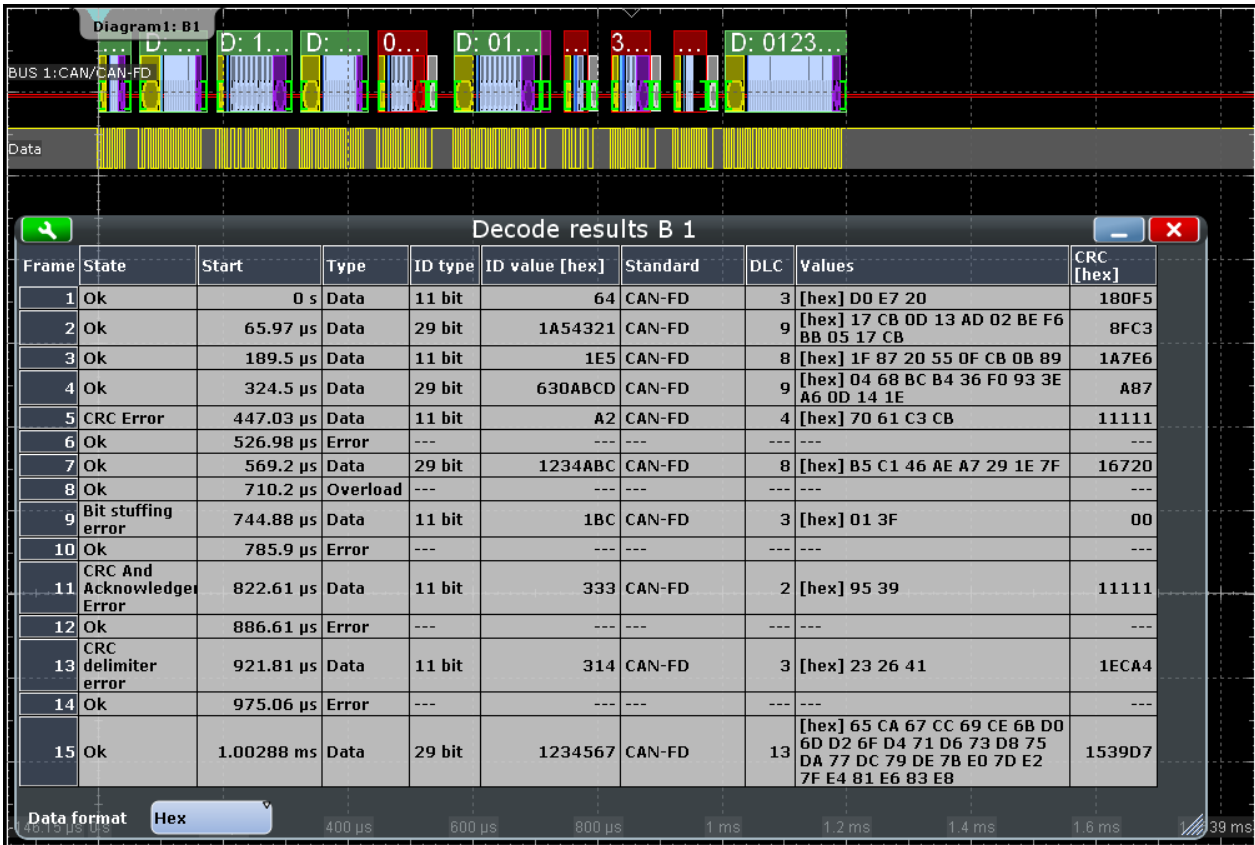 Diagram1: B1
... D: ... D: 1... D: ... 0... D: 01... ... 3... ... D: 0123...
BUS 1:CAN/CAN-FD
Data
Decode results B 1
Frame State Start Type ID type ID value [hex] Standard DLC Values CRC [hex]
1 Ok 0 s Data 11 bit 64 CAN-FD 3 [hex] D0 E7 20 180F5
2 Ok 65.97 µs Data 29 bit 1A54321 CAN-FD 9 [hex] 17 CB 0D 13 AD 02 BE F6
BB 05 17 CB 8FC3
3 Ok 189.5 µs Data 11 bit 1E5 CAN-FD 8 [hex] 1F 87 20 55 0F CB 0B 89 1A7E6
4 Ok 324.5 µs Data 29 bit 630ABCD CAN-FD 9 [hex] 04 68 BC B4 36 F0 93 3E
A6 0D 14 1E A87
5 CRC Error 447.03 µs Data 11 bit A2 CAN-FD 4 [hex] 70 61 C3 CB 11111
6 Ok 526.98 µs Error --- --- --- --- --- ---
7 Ok 569.2 µs Data 29 bit 1234ABC CAN-FD 8 [hex] B5 C1 46 AE A7 29 1E 7F 16720
8 Ok 710.2 µs Overload --- --- --- --- --- ---
Bit stuffing
9 error 744.88 µs Data 11 bit 1BC CAN-FD 3 [hex] 01 3F 00
10 Ok 785.9 µs Error --- --- --- --- --- ---
CRC And
11 Acknowledger 822.61 µs Data 11 bit 333 CAN-FD 2 [hex] 95 39 11111
Error
12 Ok 886.61 µs Error --- --- --- --- --- ---
CRC
13 delimiter 921.81 µs Data 11 bit 314 CAN-FD 3 [hex] 23 26 41 1ECA4
error
14 Ok 975.06 µs Error --- --- --- --- --- ---
15 Ok 1.00288 ms Data 29 bit 1234567 CAN-FD 13 [hex] 65 CA 67 CC 69 CE 6B D0
6D D2 6F D4 71 D6 73 D8 75
DA 77 DC 79 DE 7B E0 7D E2
7F E4 81 E6 83 E8 1539D7
Data format Hex
-146.15 µs 0 s 400 µs 600 µs 800 µs 1 ms 1.2 ms 1.4 ms 1.6 ms 39 ms